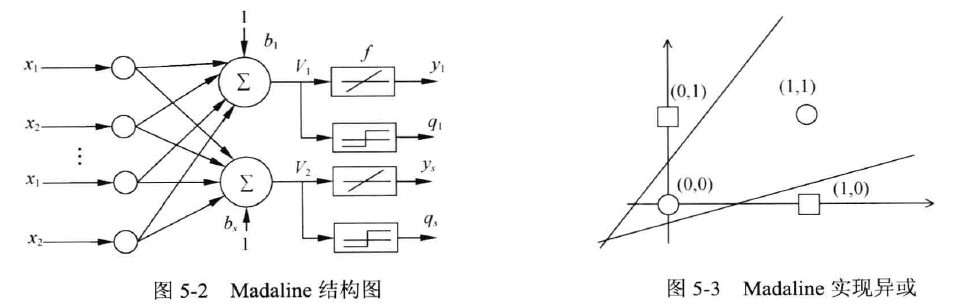 1
b₁
x₁
V₁
f
y₁
Σ
x₂
q₁
⋮
V₂
yₛ
x₁
Σ
bₛ
x₂
1
qₛ
图 5-2 Madaline 结构图
(0,1)
(1,1)
(0,0)
(1,0)
图 5-3 Madaline 实现异或